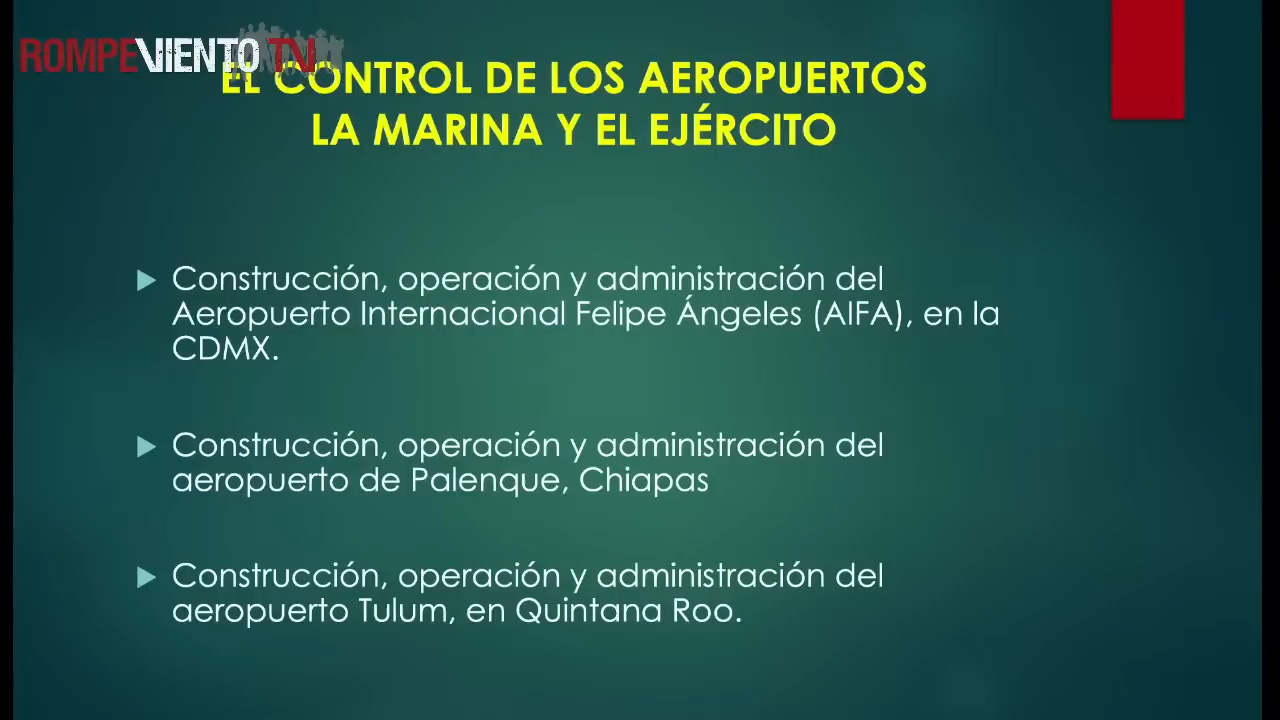 ROMPEVIENTO TV
EL CONTROL DE LOS AEROPUERTOS
LA MARINA Y EL EJÉRCITO
Construcción, operación y administración del
Aeropuerto Internacional Felipe Ángeles (AIFA), en la
CDMX.
Construcción, operación y administración del
aeropuerto de Palenque, Chiapas
Construcción, operación y administración del
aeropuerto Tulum, en Quintana Roo.